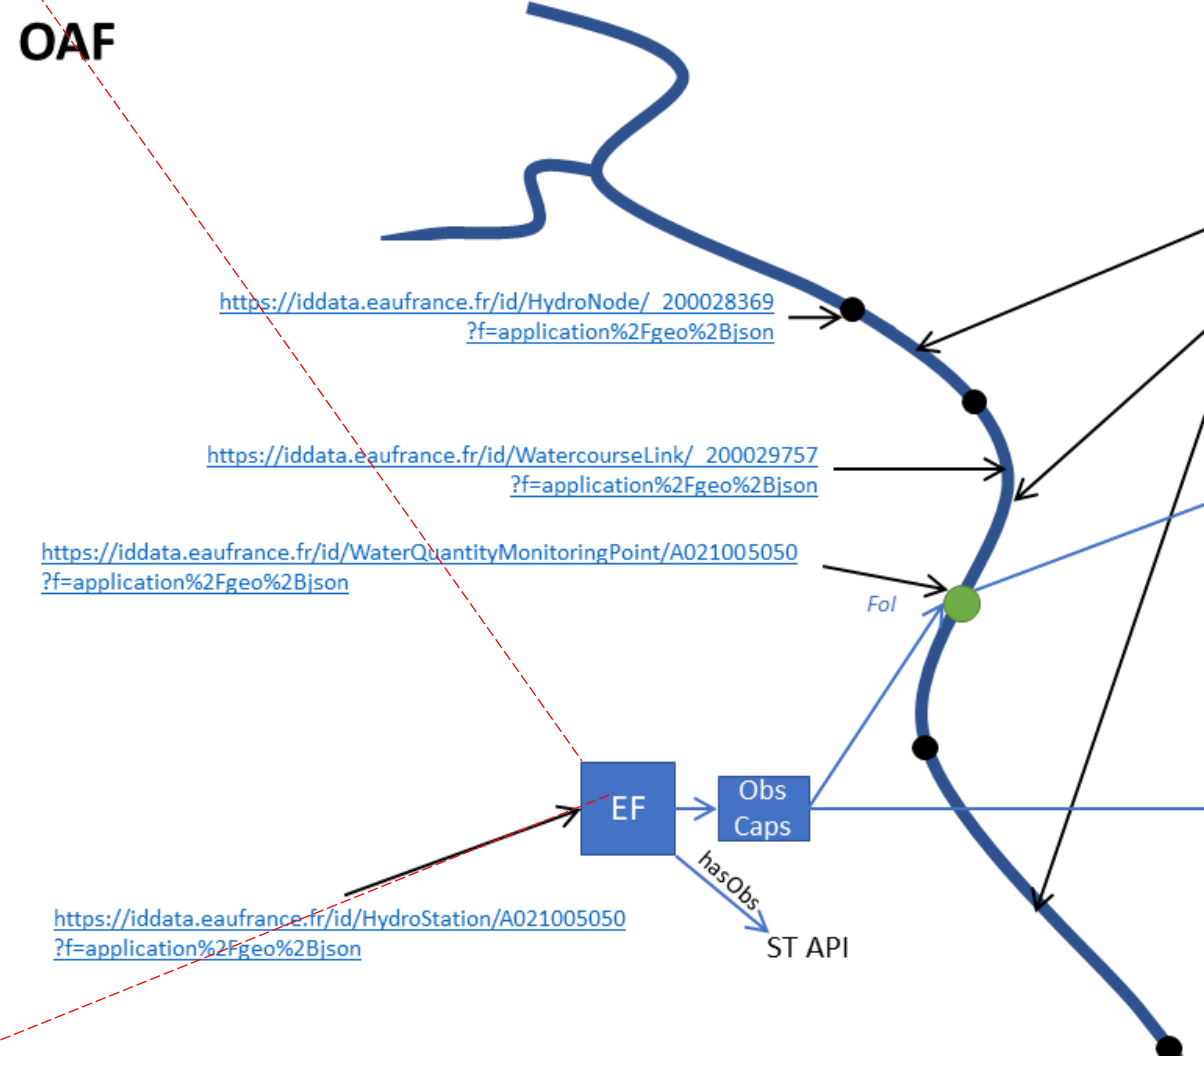 OAF
https://iddata.eaufrance.fr/id/HydroNode/_200028369
?f=application%2Fgeo%2Bjson
https://iddata.eaufrance.fr/id/WatercourseLink/_200029757
?f=application%2Fgeo%2Bjson
https://iddata.eaufrance.fr/id/WaterQuantityMonitoringPoint/A021005050
?f=application%2Fgeo%2Bjson
FoI
EF
Obs
Caps
hasObs
https://iddata.eaufrance.fr/id/HydroStation/A021005050
?f=application%2Fgeo%2Bjson
ST API